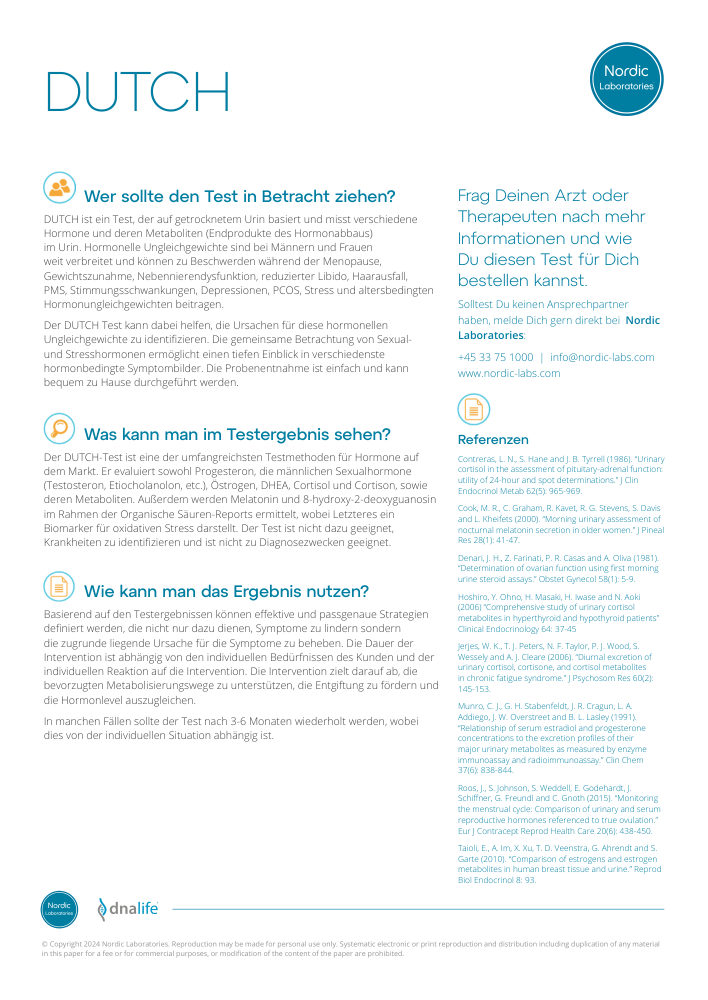 DUTCH
Nordic
Laboratories
Wer sollte den Test in Betracht ziehen?
DUTCH ist ein Test, der auf getrocknetem Urin basiert und misst verschiedene
Hormone und deren Metaboliten (Endprodukte des Hormonabbaus)
im Urin. Hormonelle Ungleichgewichte sind bei Männern und Frauen
weit verbreitet und können zu Beschwerden während der Menopause,
Gewichtszunahme, Nebennierendysfunktion, reduzierter Libido, Haarausfall,
PMS, Stimmungsschwankungen, Depressionen, PCOS, Stress und altersbedingten
Hormonungleichgewichten beitragen.
Der DUTCH Test kann dabei helfen, die Ursachen für diese hormonellen
Ungleichgewichte zu identifizieren. Die gemeinsame Betrachtung von Sexual-
und Stresshormonen ermöglicht einen tiefen Einblick in verschiedenste
hormonbedingte Symptombilder. Die Probenentnahme ist einfach und kann
bequem zu Hause durchgeführt werden.
Was kann man im Testergebnis sehen?
Der DUTCH-Test ist eine der umfangreichsten Testmethoden für Hormone auf
dem Markt. Er evaluiert sowohl Progesteron, die männlichen Sexualhormone
(Testosteron, Etiocholanolon, etc.), Östrogen, DHEA, Cortisol und Cortison, sowie
deren Metaboliten. Außerdem werden Melatonin und 8-hydroxy-2-deoxyguanosin
im Rahmen der Organische Säuren-Reports ermittelt, wobei Letzteres ein
Biomarker für oxidativen Stress darstellt. Der Test ist nicht dazu geeignet,
Krankheiten zu identifizieren und ist nicht zu Diagnosezwecken geeignet.
Wie kann man das Ergebnis nutzen?
Basierend auf den Testergebnissen können effektive und passgenaue Strategien
definiert werden, die nicht nur dazu dienen, Symptome zu lindern sondern
die zugrunde liegende Ursache für die Symptome zu beheben. Die Dauer der
Intervention ist abhängig von den individuellen Bedürfnissen des Kunden und der
individuellen Reaktion auf die Intervention. Die Intervention zielt darauf ab, die
bevorzugten Metabolisierungswege zu unterstützen, die Entgiftung zu fördern und
die Hormonlevel auszugleichen.
In manchen Fällen sollte der Test nach 3-6 Monaten wiederholt werden, wobei
dies von der individuellen Situation abhängig ist.
Frag Deinen Arzt oder
Therapeuten nach mehr
Informationen und wie
Du diesen Test für Dich
bestellen kannst.
Solltest Du keinen Ansprechpartner
haben, melde Dich gern direkt bei Nordic
Laboratories:
+45 33 75 1000 | info@nordic-labs.com
www.nordic-labs.com
Referenzen
Contreras, L. N., S. Hane and J. B. Tyrrell (1986). "Urinary
cortisol in the assessment of pituitary-adrenal function:
utility of 24-hour and spot determinations." J Clin
Endocrinol Metab 62(5): 965-969.
Cook, M. R., C. Graham, R. Kavet, R. G. Stevens, S. Davis
and L. Kheifets (2000). "Morning urinary assessment of
nocturnal melatonin secretion in older women." J Pineal
Res 28(1): 41-47.
Denari, J. H., Z. Farinati, P. R. Casas and A. Oliva (1981).
"Determination of ovarian function using first morning
urine steroid assays." Obstet Gynecol 58(1): 5-9.
Hoshiro, Y. Ohno, H. Masaki, H. Iwase and N. Aoki
(2006) "Comprehensive study of urinary cortisol
metabolites in hyperthyroid and hypothyroid patients"
Clinical Endocrinology 64: 37-45
Jerjes, W. K., T. J. Peters, N. F. Taylor, P. J. Wood, S.
Wessely and A. J. Cleare (2006). "Diurnal excretion of
urinary cortisol, cortisone, and cortisol metabolites
in chronic fatigue syndrome." J Psychosom Res 60(2):
145-153.
Munro, C. J., G. H. Stabenfeldt, J. R. Cragun, L. A.
Addiego, J. W. Overstreet and B. L. Lasley (1991).
"Relationship of serum estradiol and progesterone
concentrations to the excretion profiles of their
major urinary metabolites as measured by enzyme
immunoassay and radioimmunoassay." Clin Chem
37(6): 838-844.
Roos, J., S. Johnson, S. Weddell, E. Godehardt, J.
Schiffner, G. Freundl and C. Gnoth (2015). "Monitoring
the menstrual cycle: Comparison of urinary and serum
reproductive hormones referenced to true ovulation."
Eur J Contracept Reprod Health Care 20(6): 438-450.
Taioli, E., A. Im, X. Xu, T. D. Veenstra, G. Ahrendt and S.
Garte (2010). "Comparison of estrogens and estrogen
metabolites in human breast tissue and urine." Reprod
Biol Endocrinol 8: 93.
Nordic
Laboratories
dnalife
© Copyright 2024 Nordic Laboratories. Reproduction may be made for personal use only. Systematic electronic or print reproduction and distribution including duplication of any material
in this paper for a fee or for commercial purposes, or modification of the content of the paper are prohibited.